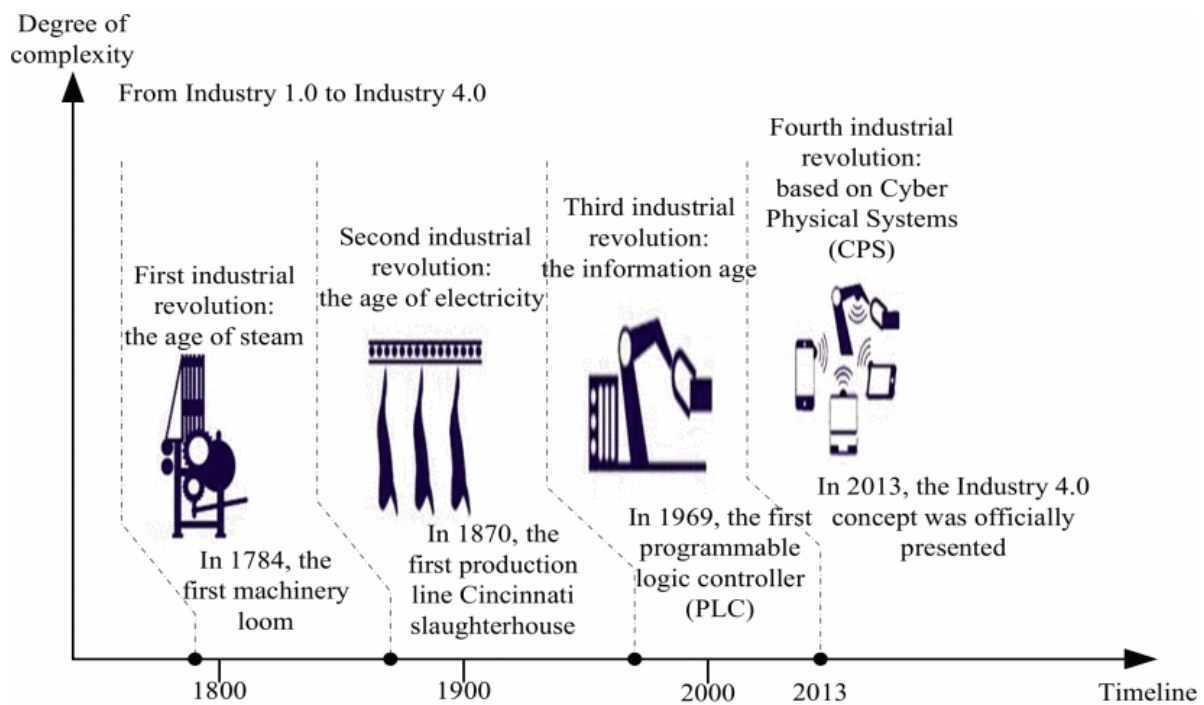 Degree of
complexity
From Industry 1.0 to Industry 4.0
First industrial
revolution:
the age of steam
In 1784, the
first machinery
loom
Second industrial
revolution:
the age of electricity
In 1870, the
first production
line Cincinnati
slaughterhouse
Third industrial
revolution:
the information age
In 1969, the first
programmable
logic controller
(PLC)
Fourth industrial
revolution:
based on Cyber
Physical Systems
(CPS)
In 2013, the Industry 4.0
concept was officially
presented
1800
1900
2000
2013
Timeline